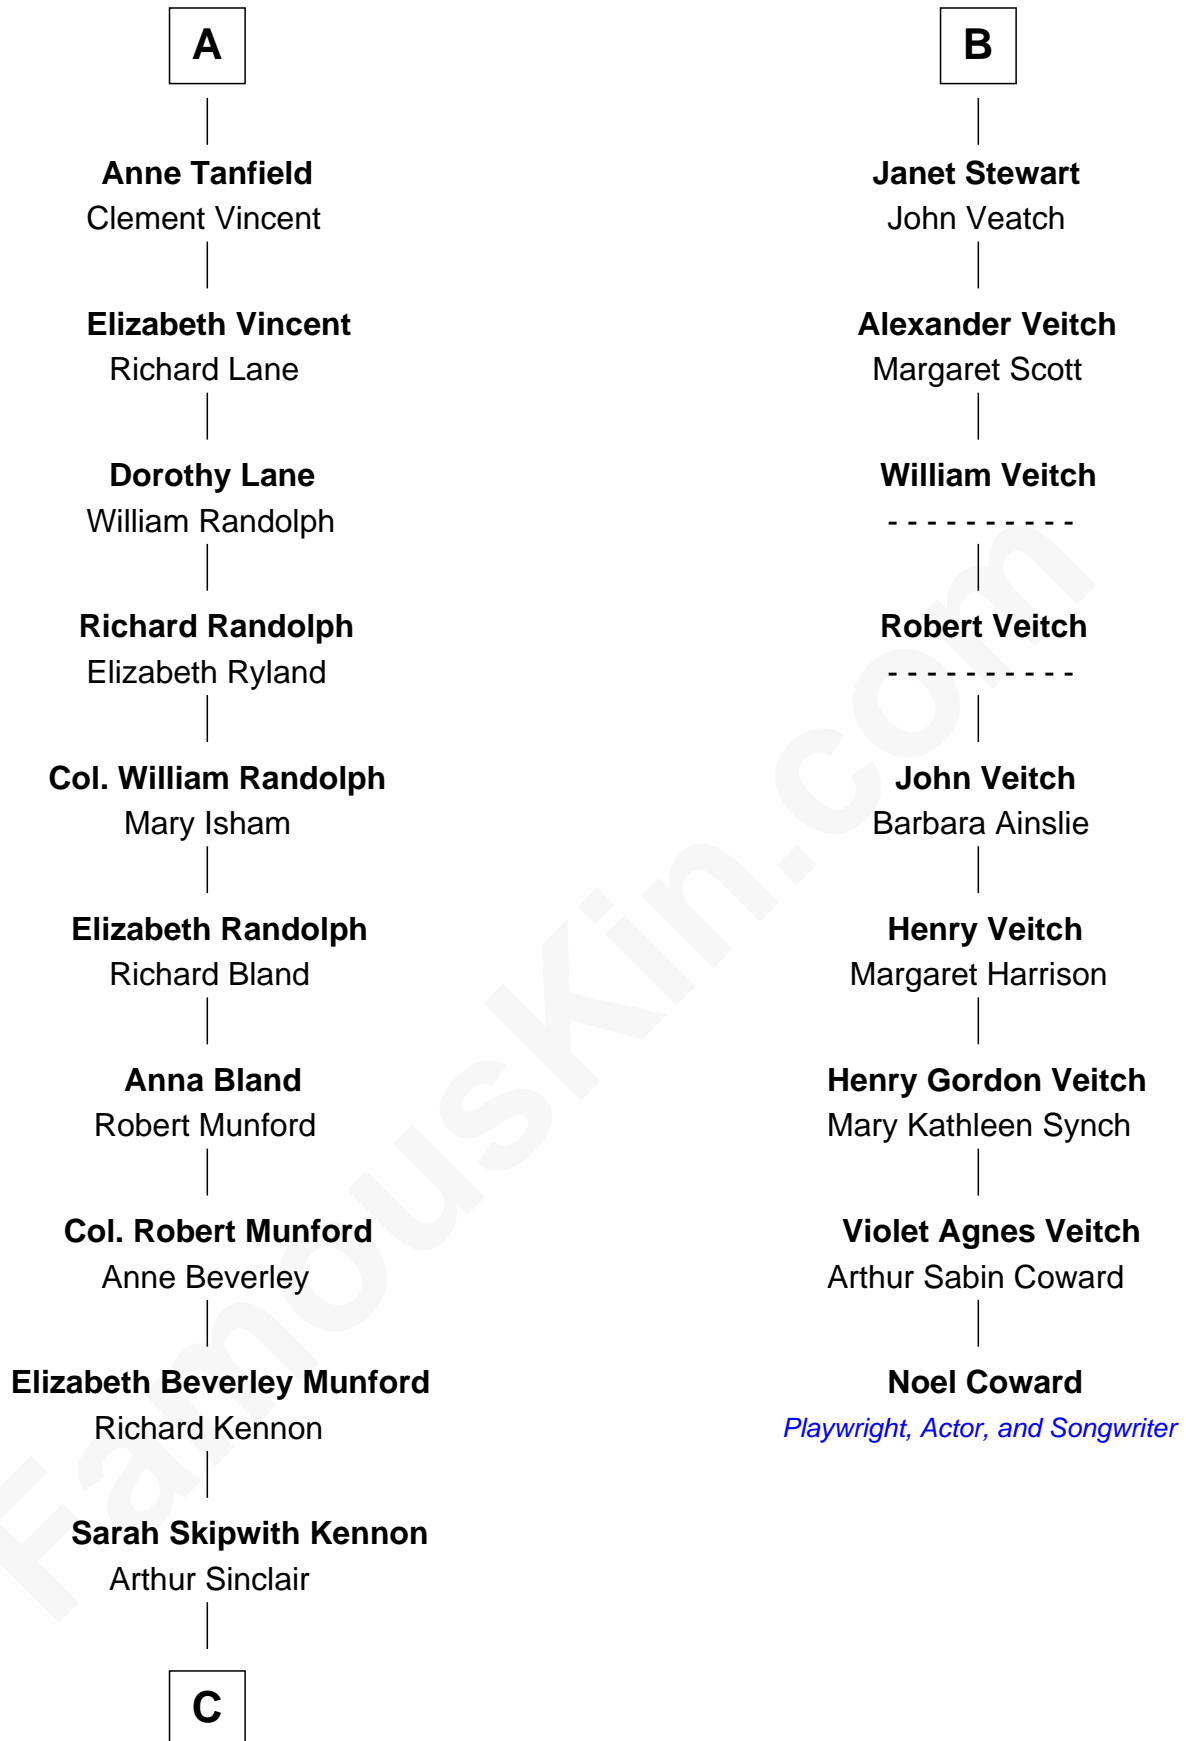 A
Anne Tanfield
Clement Vincent
Elizabeth Vincent
Richard Lane
Dorothy Lane
William Randolph
Richard Randolph
Elizabeth Ryland
Col. William Randolph
Mary Isham
Elizabeth Randolph
Richard Bland
Anna Bland
Robert Munford
Col. Robert Munford
Anne Beverley
Elizabeth Beverley Munford
Richard Kennon
Sarah Skipwith Kennon
Arthur Sinclair
C
B
Janet Stewart
John Veatch
Alexander Veitch
Margaret Scott
William Veitch
- - - - - - - - - -
Robert Veitch
- - - - - - - - - -
John Veitch
Barbara Ainslie
Henry Veitch
Margaret Harrison
Henry Gordon Veitch
Mary Kathleen Synch
Violet Agnes Veitch
Arthur Sabin Coward
Noel Coward
Playwright, Actor, and Songwriter
FamousKin.com